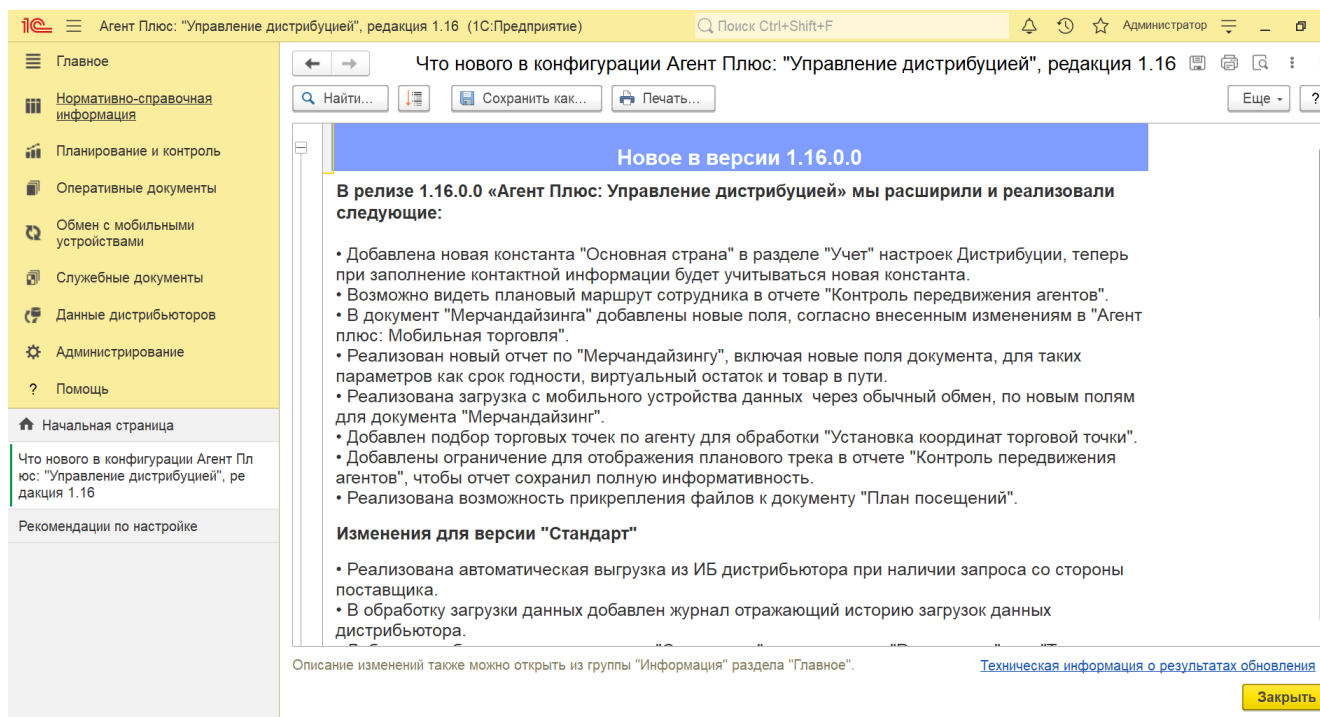 1С Агент Плюс: "Управление дистрибуцией", редакция 1.16 (1С:Предприятие)
Поиск Ctrl+Shift+F
Администратор
Главное
Нормативно-справочная
информация
Планирование и контроль
Оперативные документы
Обмен с мобильными
устройствами
Служебные документы
Данные дистрибьюторов
Администрирование
? Помощь
Начальная страница
Что нового в конфигурации Агент Пл
юс: "Управление дистрибуцией", ре
дакция 1.16
Рекомендации по настройке
Что нового в конфигурации Агент Плюс: "Управление дистрибуцией", редакция 1.16
Найти...
Сохранить как...
Печать...
Еще
?
Новое в версии 1.16.0.0
В релизе 1.16.0.0 «Агент Плюс: Управление дистрибуцией» мы расширили и реализовали
следующие:
• Добавлена новая константа "Основная страна" в разделе "Учет" настроек Дистрибуции, теперь
при заполнение контактной информации будет учитываться новая константа.
• Возможно видеть плановый маршрут сотрудника в отчете "Контроль передвижения агентов".
• В документ "Мерчандайзинга" добавлены новые поля, согласно внесенным изменениям в "Агент
плюс: Мобильная торговля".
• Реализован новый отчет по "Мерчандайзингу", включая новые поля документа, для таких
параметров как срок годности, виртуальный остаток и товар в пути.
• Реализована загрузка с мобильного устройства данных  через обычный обмен, по новым полям
для документа "Мерчандайзинг".
• Добавлен подбор торговых точек по агенту для обработки "Установка координат торговой точки".
• Добавлены ограничение для отображения планового трека в отчете "Контроль передвижения
агентов", чтобы отчет сохранил полную информативность.
• Реализована возможность прикрепления файлов к документу "План посещений".
Изменения для версии "Стандарт"
• Реализована автоматическая выгрузка из ИБ дистрибьютора при наличии запроса со стороны
поставщика.
• В обработку загрузки данных добавлен журнал отражающий историю загрузок данных
дистрибьютора.
Описание изменений также можно открыть из группы "Информация" раздела "Главное".
Техническая информация о результатах обновления
Закрыть